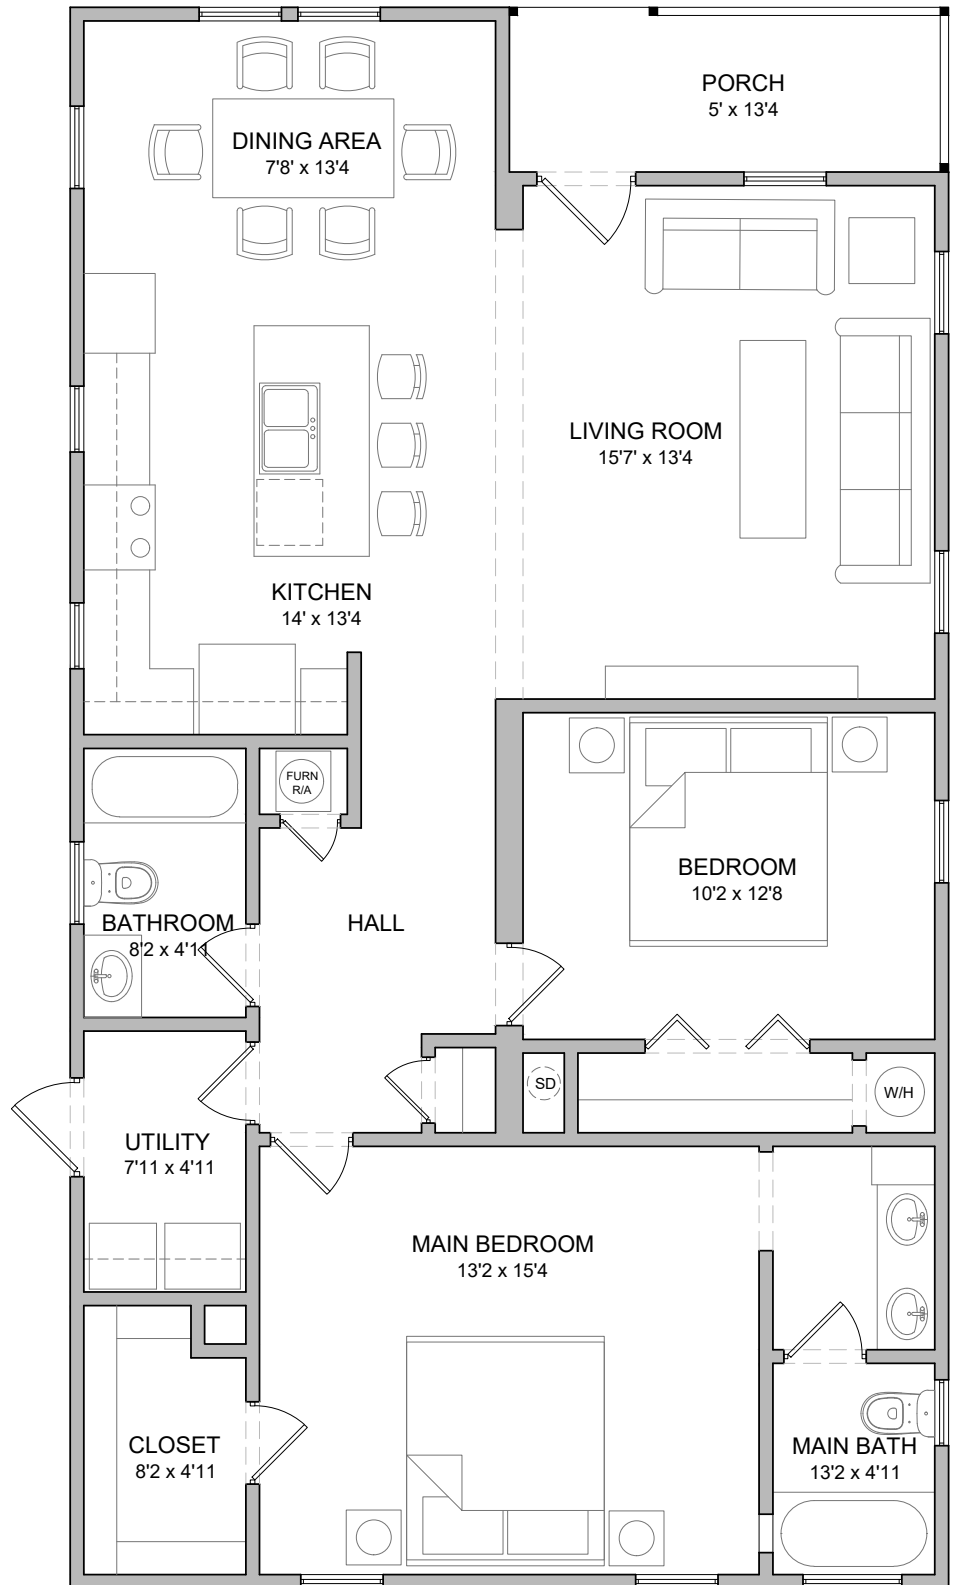 PORCH
5' x 13'4
DINING AREA
7'8' x 13'4
LIVING ROOM
15'7' x 13'4
KITCHEN
14' x 13'4
FURN
R/A
BEDROOM
10'2 x 12'8
BATHROOM
8'2 x 4'11
HALL
SD
W/H
UTILITY
7'11 x 4'11
MAIN BEDROOM
13'2 x 15'4
CLOSET
8'2 x 4'11
MAIN BATH
13'2 x 4'11